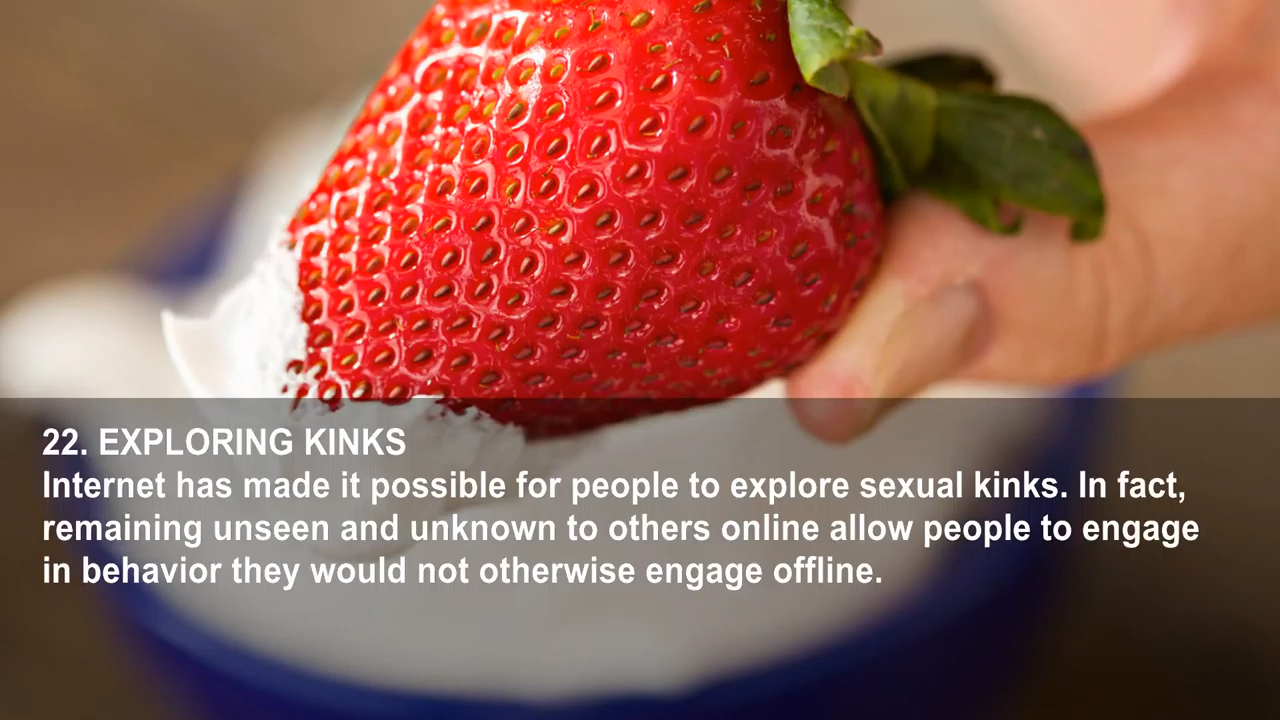 22. EXPLORING KINKS
Internet has made it possible for people to explore sexual kinks. In fact,
remaining unseen and unknown to others online allow people to engage
in behavior they would not otherwise engage offline.